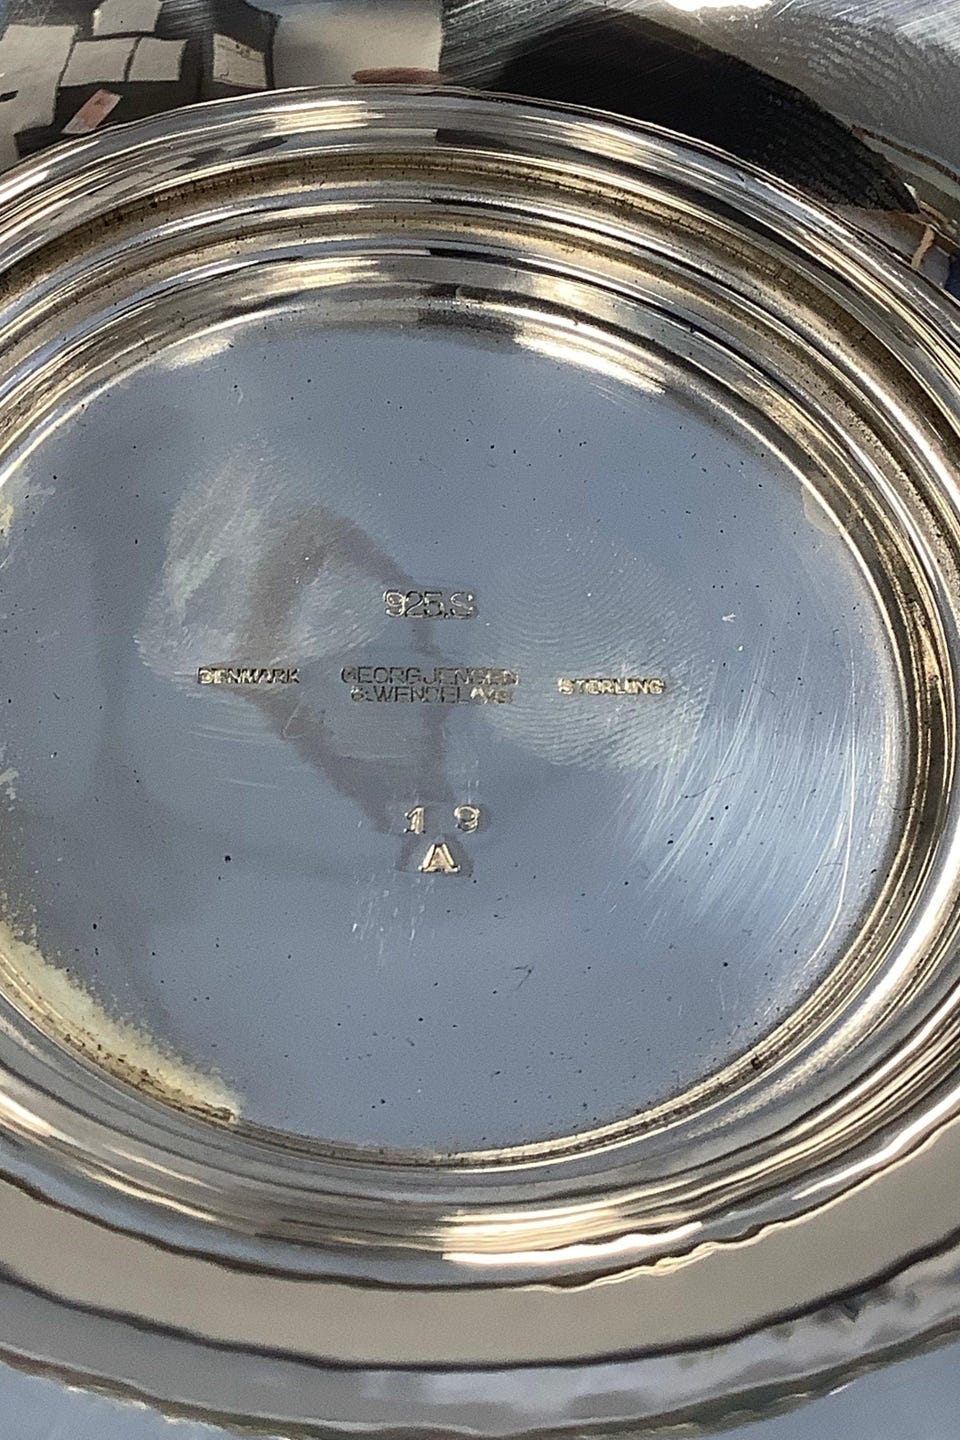 925.S
DENMARK GEORG JENSEN STERLING
& WENDEL A/S
19
A